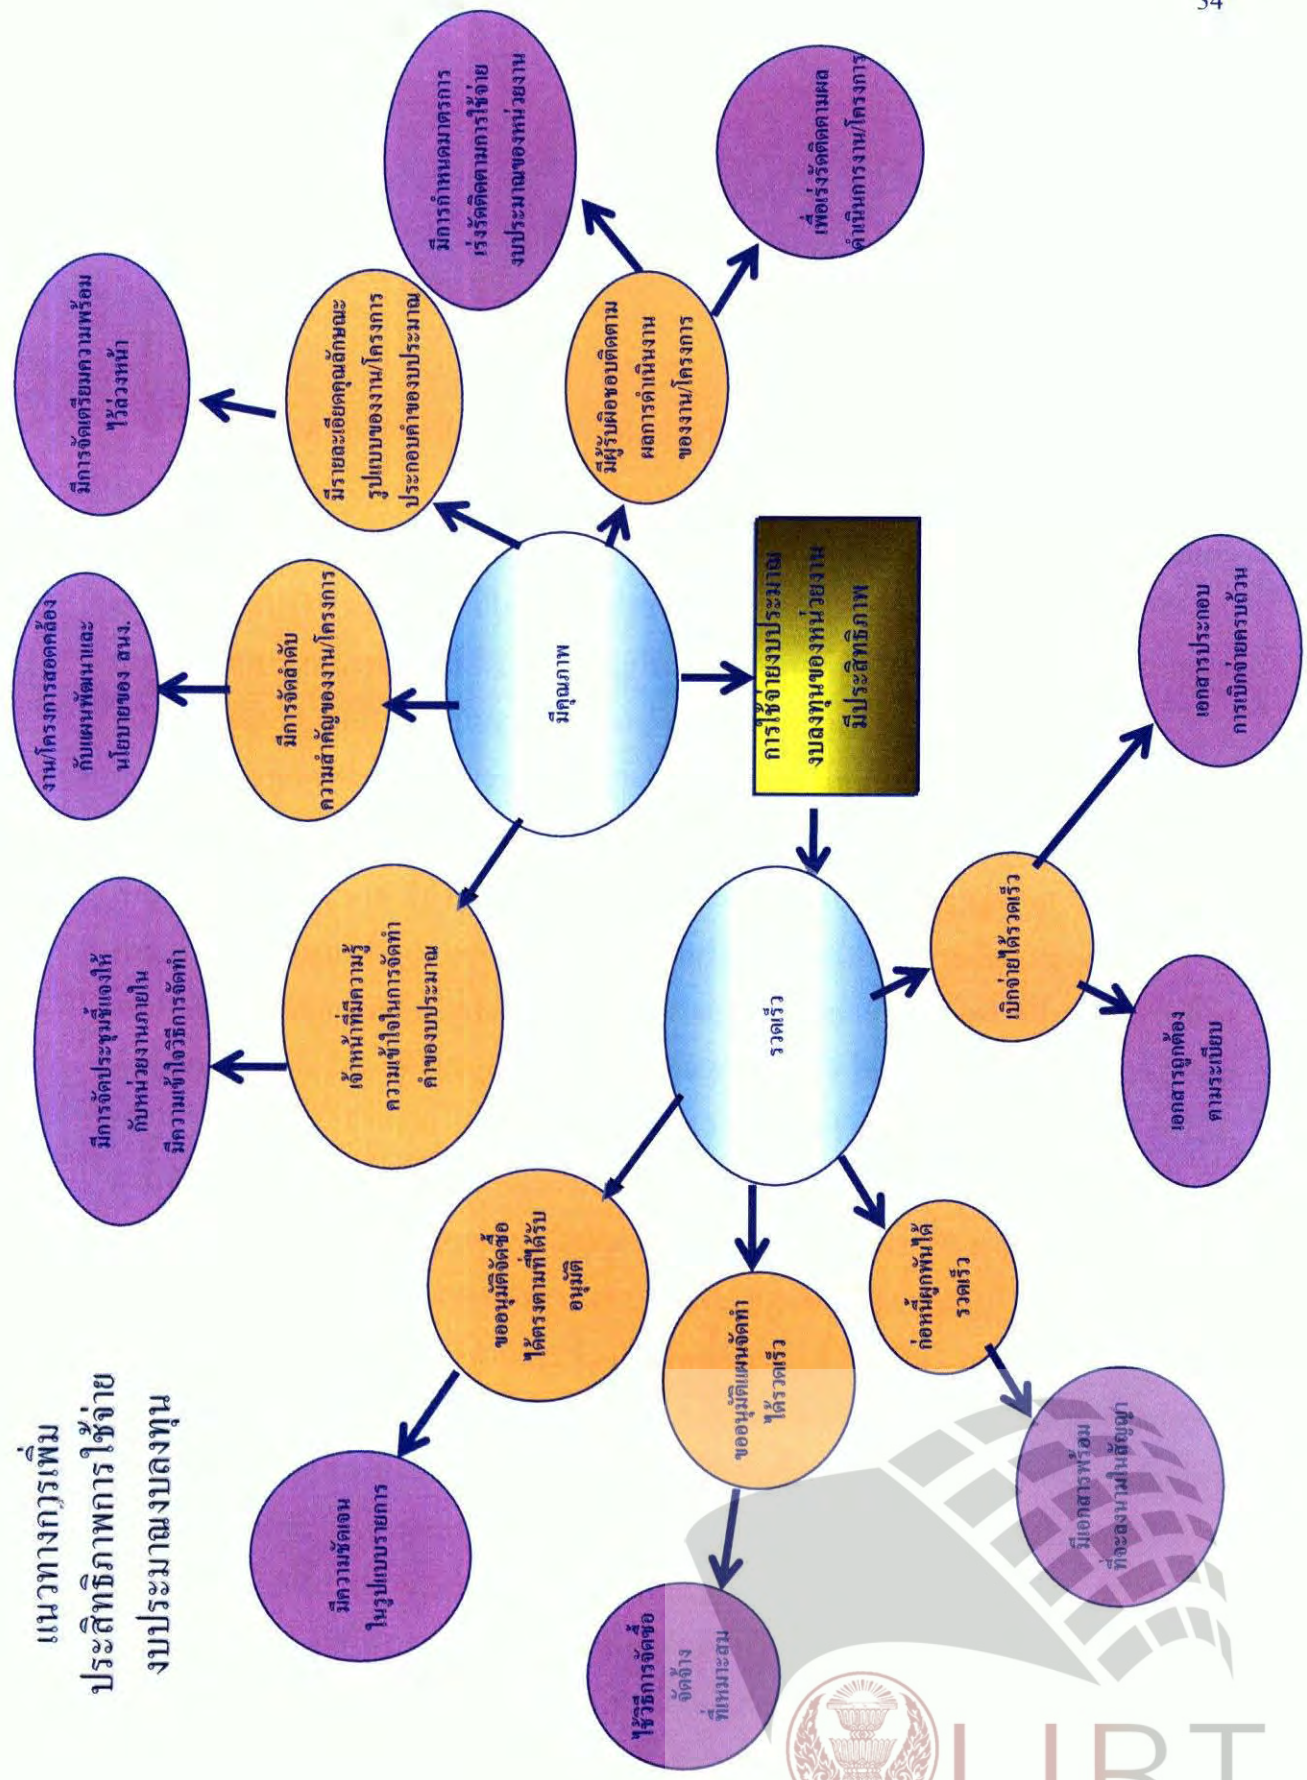 34
แนวทางการเพิ่ม
ประสิทธิภาพการใช้จ่าย
งบประมาณงบลงทุน
มีการจัดประชุมชี้แจงให้
กับหน่วยงานภายใน
มีความเข้าใจวิธีการจัดทำ
งาน/โครงการสอดคล้อง
กับแผนพัฒนาและ
นโยบายของ สนง.
มีการจัดเตรียมความพร้อม
ไว้ล่วงหน้า
เจ้าหน้าที่มีความรู้
ความเข้าใจในการจัดทำ
คำของบประมาณ
มีการจัดลำดับ
ความสำคัญของงาน/โครงการ
มีรายละเอียดคุณลักษณะ
รูปแบบของงาน/โครงการ
ประกอบคำของบประมาณ
มีการกำหนดมาตรการ
เร่งรัดติดตามการใช้จ่าย
งบประมาณของหน่วยงาน
มีความชัดเจน
ในรูปแบบรายการ
ขออนุมัติจัดซื้อ
ได้ตรงตามที่ได้รับ
อนุมัติ
มีคุณภาพ
มีผู้รับผิดชอบติดตาม
ผลการดำเนินงาน
ของงาน/โครงการ
เพื่อเร่งรัดติดตามผล
ดำเนินการงาน/โครงการ
ใช้วิธีการจัดซื้อ
จัดจ้าง
ที่เหมาะสม
ขออนุมัติแผนจัดทำ
ได้รวดเร็ว
รวดเร็ว
การใช้จ่ายงบประมาณ
งบลงทุนของหน่วยงาน
มีประสิทธิภาพ
ก่อหนี้ผูกพันได้
รวดเร็ว
เบิกจ่ายได้รวดเร็ว
มีเอกสารพร้อม
ที่จะลงนามในสัญญา
เอกสารถูกต้อง
ตามระเบียบ
เอกสารประกอบ
การเบิกจ่ายครบถ้วน
LIRT